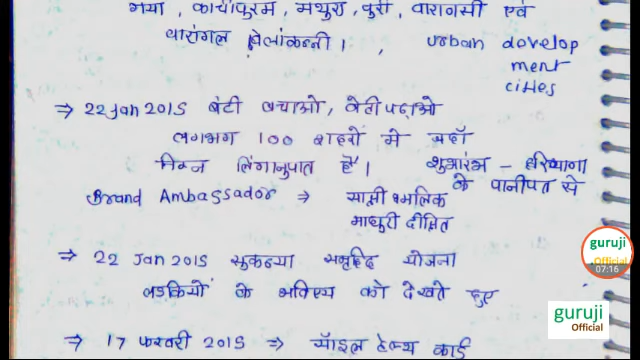 गया, कांचीपुरम, मथुरा, पुरी, वाराणसी एवं
वारांगल वेलांकन्नी। , urban develop
ment
cities
⇒ 22 Jan 2015 बेटी बचाओ, बेटी पढाओ
लगभग 100 शहरों में जहाँ
निम्न लिंगानुपात है। शुभारंभ - हरियाणा
के पानीपत से
Brand Ambassador ⇒ साक्षी मलिक
माधुरी दीक्षित
⇒ 22 Jan 2015 सुकन्या समृद्धि योजना
लडकियों के भविष्य को देखते हुए
⇒ 17 फरवरी 2015 ⇒ सॉइल हेल्थ कार्ड
guruji
Official
07:16
guruji
Official